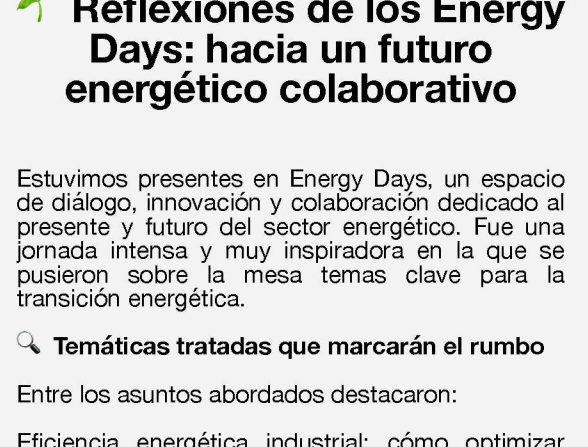 Reflexiones de los Energy
Days: hacia un futuro
energético colaborativo
Estuvimos presentes en Energy Days, un espacio
de diálogo, innovación y colaboración dedicado al
presente y futuro del sector energético. Fue una
jornada intensa y muy inspiradora en la que se
pusieron sobre la mesa temas clave para la
transición energética.
Temáticas tratadas que marcarán el rumbo
Entre los asuntos abordados destacaron:
Eficiencia energética industrial: cómo optimizar